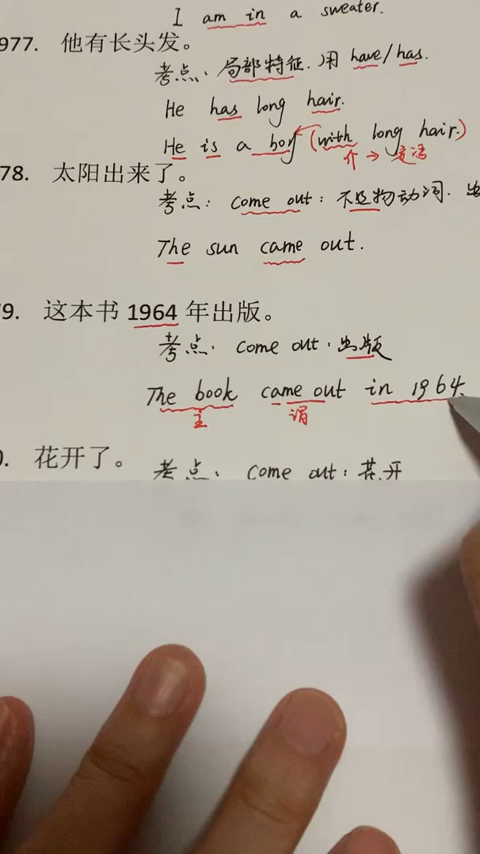 I am in a sweater.
977. 他有长头发。
考点: 局部特征. 用 have/has.
He has long hair.
He is a boy (with long hair.)
介→定语
78. 太阳出来了。
考点: come out: 不及物动词. 出
The sun came out.
9. 这本书 1964 年出版。
考点: come out: 出版
The book came out in 1964.
主 谓
0. 花开了。 考点: come out: 花开